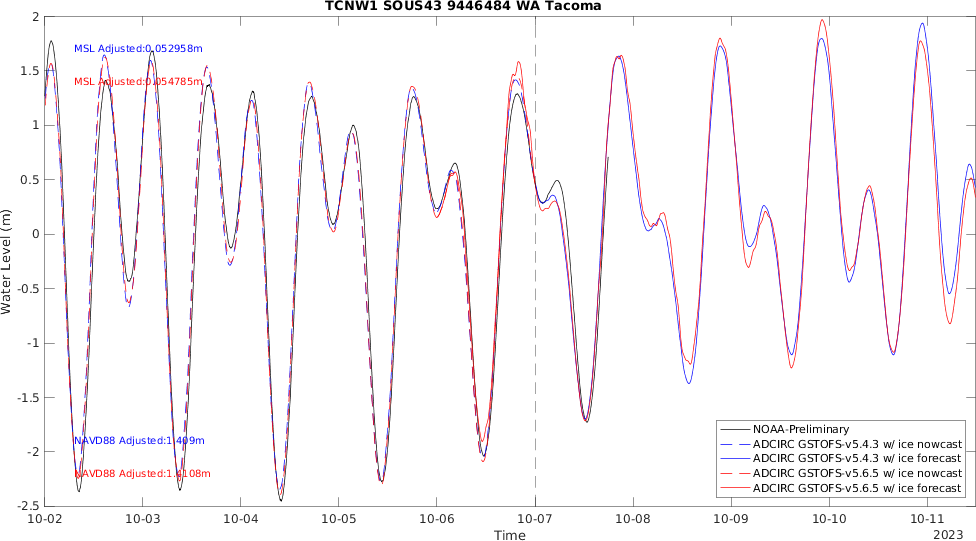 TCNW1 SOUS43 9446484 WA Tacoma
2
1.5
1
0.5
0
-0.5
-1
-1.5
-2
-2.5
Water Level (m)
MSL Adjusted:0.052958m
MSL Adjusted:0.054785m
NAVD88 Adjusted:1.409m
NAVD88 Adjusted:1.4108m
NOAA-Preliminary
ADCIRC GSTOFS-v5.4.3 w/ ice nowcast
ADCIRC GSTOFS-v5.4.3 w/ ice forecast
ADCIRC GSTOFS-v5.6.5 w/ ice nowcast
ADCIRC GSTOFS-v5.6.5 w/ ice forecast
10-02 10-03 10-04 10-05 10-06 10-07 10-08 10-09 10-10 10-11
Time
2023